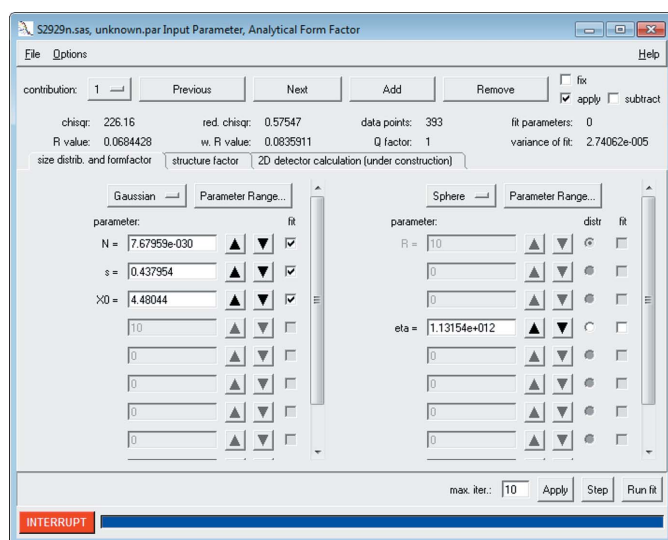 S2929n.sas, unknown.par Input Parameter, Analytical Form Factor
File Options Help
contribution: 1 Previous Next Add Remove fix
apply subtract
chisqr: 226.16 red. chisqr: 0.57547 data points: 393 fit parameters: 0
R value: 0.0684428 w. R value: 0.0835911 Q factor: 1 variance of fit: 2.74062e-005
size distrib. and formfactor structure factor 2D detector calculation (under construction)
Gaussian Parameter Range... Sphere Parameter Range...
parameter: fit parameter: distr fit
N = 7.67959e-030 R = 10
s = 0.437954 0
X0 = 4.48044 0
10 eta = 1.13154e+012
0 0
0 0
0 0
0 0
max. iter.: 10 Apply Step Run fit
INTERRUPT